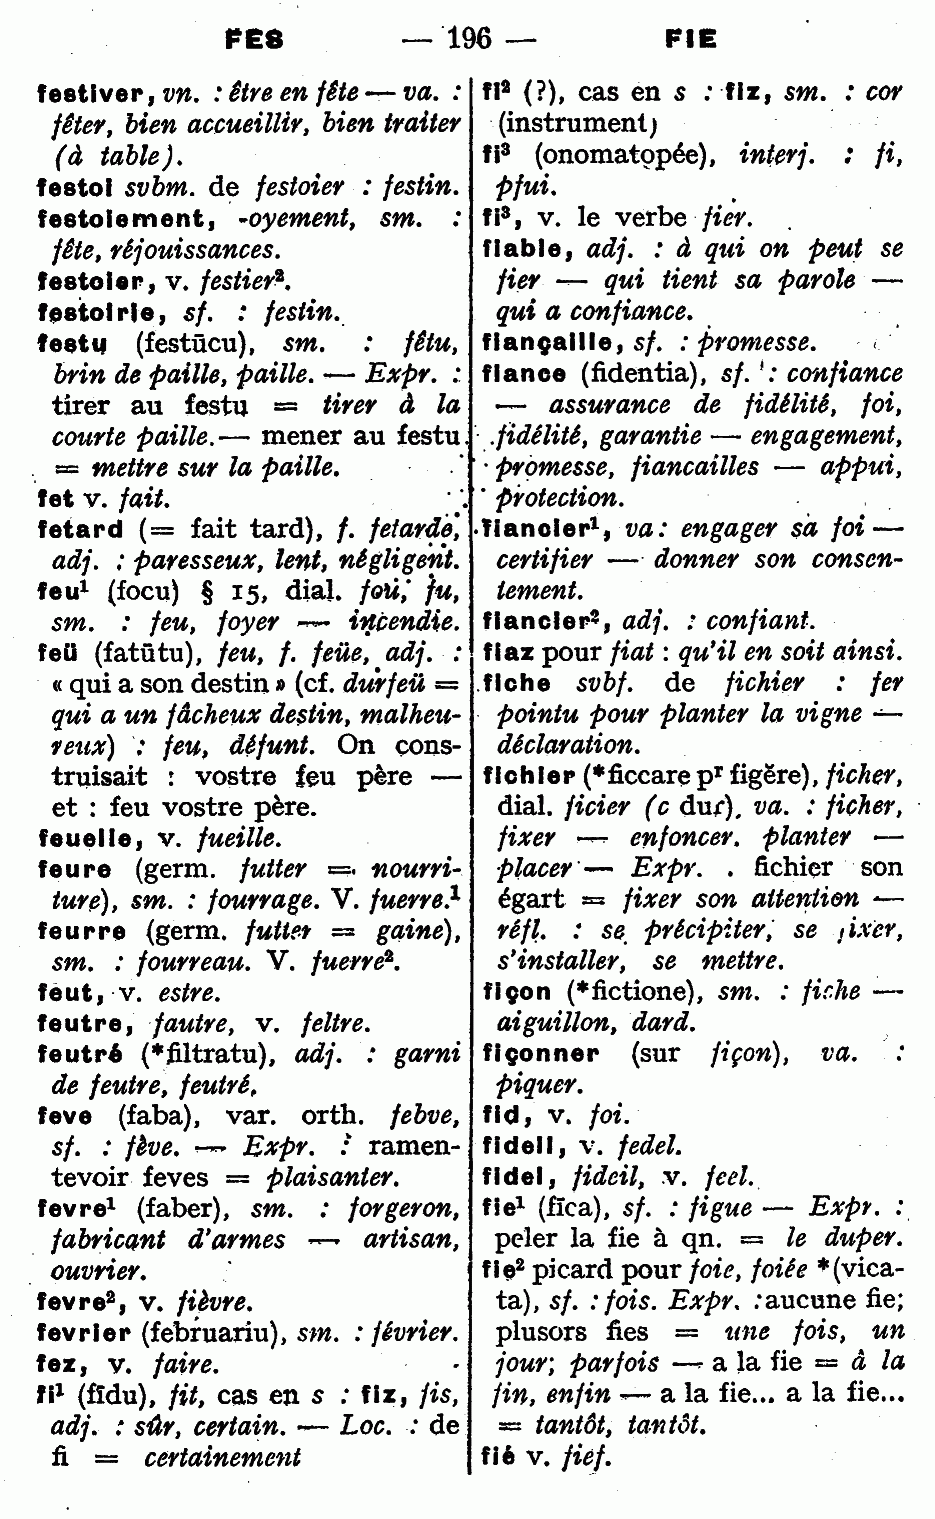 FES — 196 — FIE
festiver, vn. : être en fête — va. :
fêter, bien accueillir, bien traiter
(à table).
festoi svbm. de festoier : festin.
festoiement, -oyement, sm. :
fête, réjouissances.
festoier, v. festier².
festoirie, sf. : festin.
festu (festūcu), sm. : fétu,
brin de paille, paille. — Expr. :
tirer au festu = tirer à la
courte paille. — mener au festu
= mettre sur la paille.
fet v. fait.
fetard (= fait tard), f. fetarde,
adj. : paresseux, lent, négligent.
feu¹ (focu) § 15, dial. fou, fu,
sm. : feu, foyer — incendie.
feü (fatūtu), feu, f. feüe, adj. :
« qui a son destin » (cf. durfeü =
qui a un fâcheux destin, malheu-
reux) : feu, défunt. On cons-
truisait : vostre feu père —
et : feu vostre père.
feuelle, v. fueille.
feure (germ. futter = nourri-
ture), sm. : fourrage. V. fuerre.¹
feurre (germ. futter = gaine),
sm. : fourreau. V. fuerre².
feut, v. estre.
feutre, fautre, v. feltre.
feutré (*filtratu), adj. : garni
de feutre, feutré.
feve (faba), var. orth. febve,
sf. : fève. — Expr. : ramen-
tevoir feves = plaisanter.
fevre¹ (faber), sm. : forgeron,
fabricant d'armes — artisan,
ouvrier.
fevre², v. fièvre.
fevrier (februariu), sm. : février.
fez, v. faire.
fi¹ (fīdu), fit, cas en s : fiz, fis,
adj. : sûr, certain. — Loc. : de
fi = certainement
fi² (?), cas en s : fiz, sm. : cor
(instrument)
fi³ (onomatopée), interj. : fi,
pfui.
fi³, v. le verbe fier.
fiable, adj. : à qui on peut se
fier — qui tient sa parole —
qui a confiance.
fiançaille, sf. : promesse.
fiance (fidentia), sf. : confiance
— assurance de fidélité, foi,
fidélité, garantie — engagement,
promesse, fiancailles — appui,
protection.
fiancier¹, va : engager sa foi —
certifier — donner son consen-
tement.
fiancier², adj. : confiant.
fiaz pour fiat : qu'il en soit ainsi.
fiche svbf. de fichier : fer
pointu pour planter la vigne —
déclaration.
fichier (*ficcare pʳ figĕre), ficher,
dial. ficier (c dur), va. : ficher,
fixer — enfoncer, planter —
placer — Expr. . fichier son
égart = fixer son attention —
réfl. : se précipiter, se fixer,
s'installer, se mettre.
fiçon (*fictione), sm. : fiche —
aiguillon, dard.
fiçonner (sur fiçon), va. :
piquer.
fid, v. foi.
fideil, v. fedel.
fidel, fideil, v. feel.
fie¹ (fīca), sf. : figue — Expr. :
peler la fie à qn. = le duper.
fie² picard pour foie, foiée *(vica-
ta), sf. : fois. Expr. : aucune fie;
plusors fies = une fois, un
jour; parfois — a la fie = à la
fin, enfin — a la fie... a la fie...
= tantôt, tantôt.
fié v. fief.